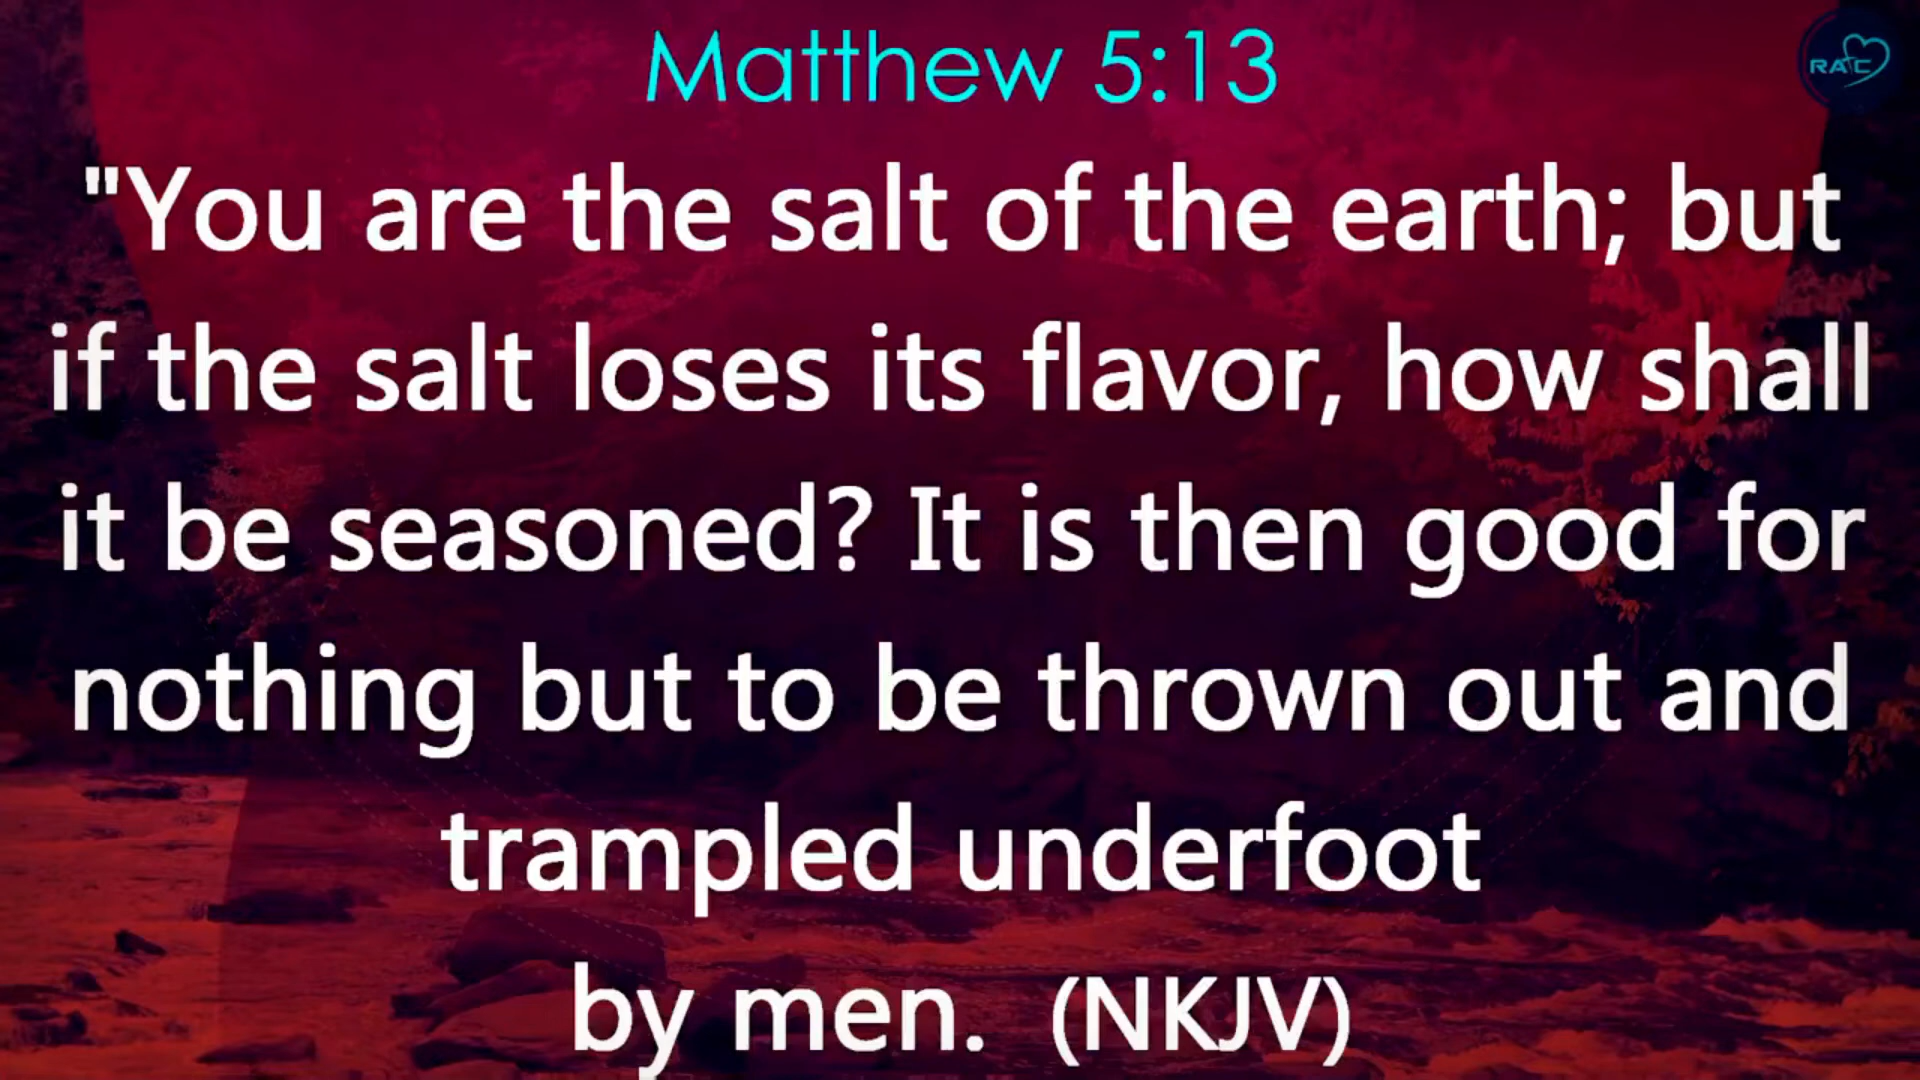 Matthew 5:13
RAC
"You are the salt of the earth; but
if the salt loses its flavor, how shall
it be seasoned? It is then good for
nothing but to be thrown out and
trampled underfoot
by men. (NKJV)